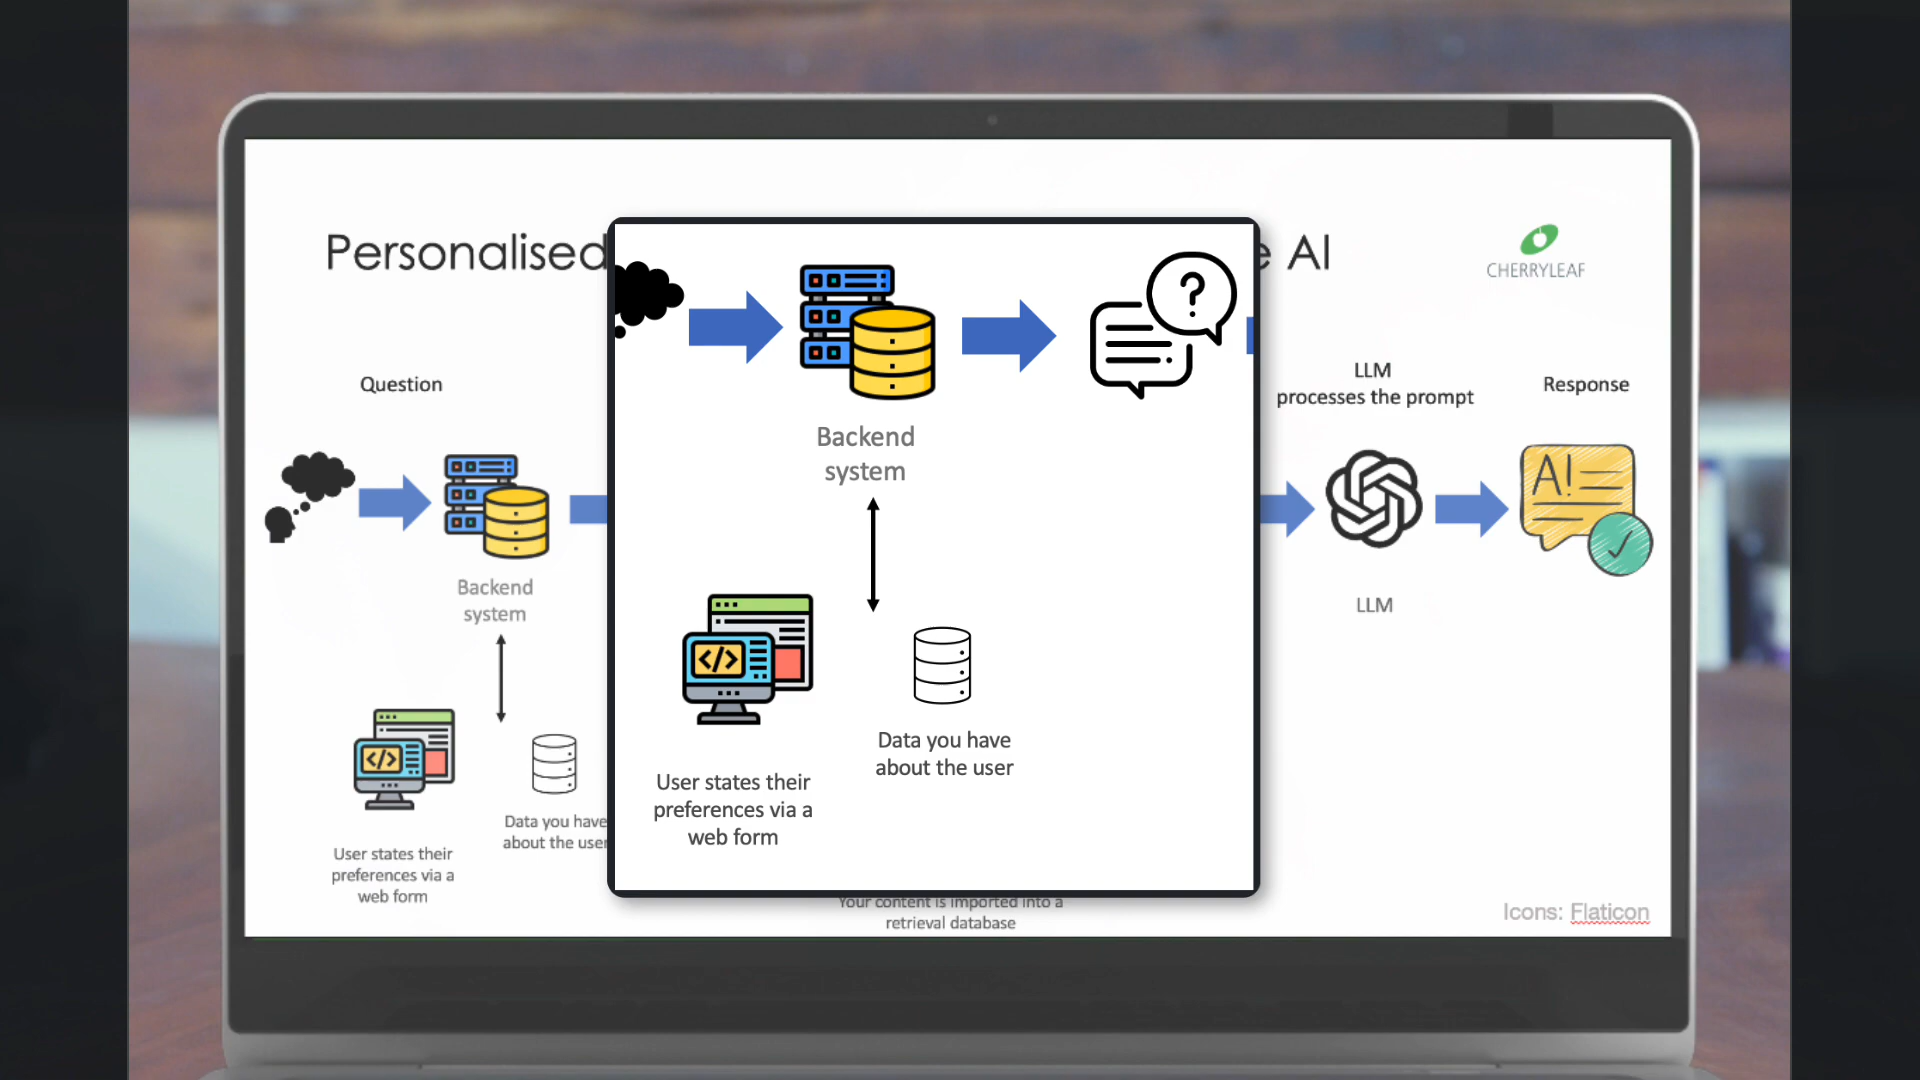 Personalised
e AI
CHERRYLEAF
Question
LLM
processes the prompt
Response
Backend
system
Backend
system
</>
Data you have
about the user
User states their
preferences via a
web form
AI
LLM
</>
Data you have
about the user
User states their
preferences via a
web form
Your content is imported into a
retrieval database
Icons: Flaticon